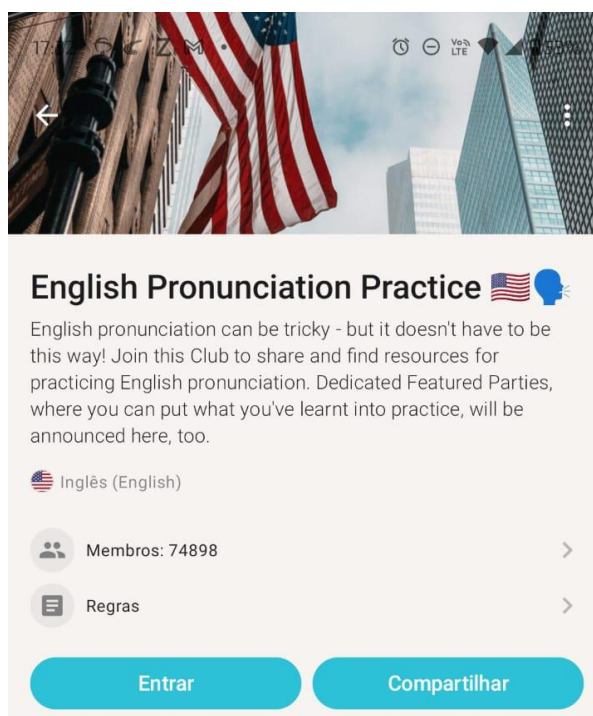 English Pronunciation Practice 🇺🇸🗣️
English pronunciation can be tricky - but it doesn't have to be
this way! Join this Club to share and find resources for
practicing English pronunciation. Dedicated Featured Parties,
where you can put what you've learnt into practice, will be
announced here, too.
Inglês (English)
Membros: 74898
Regras
Entrar
Compartilhar